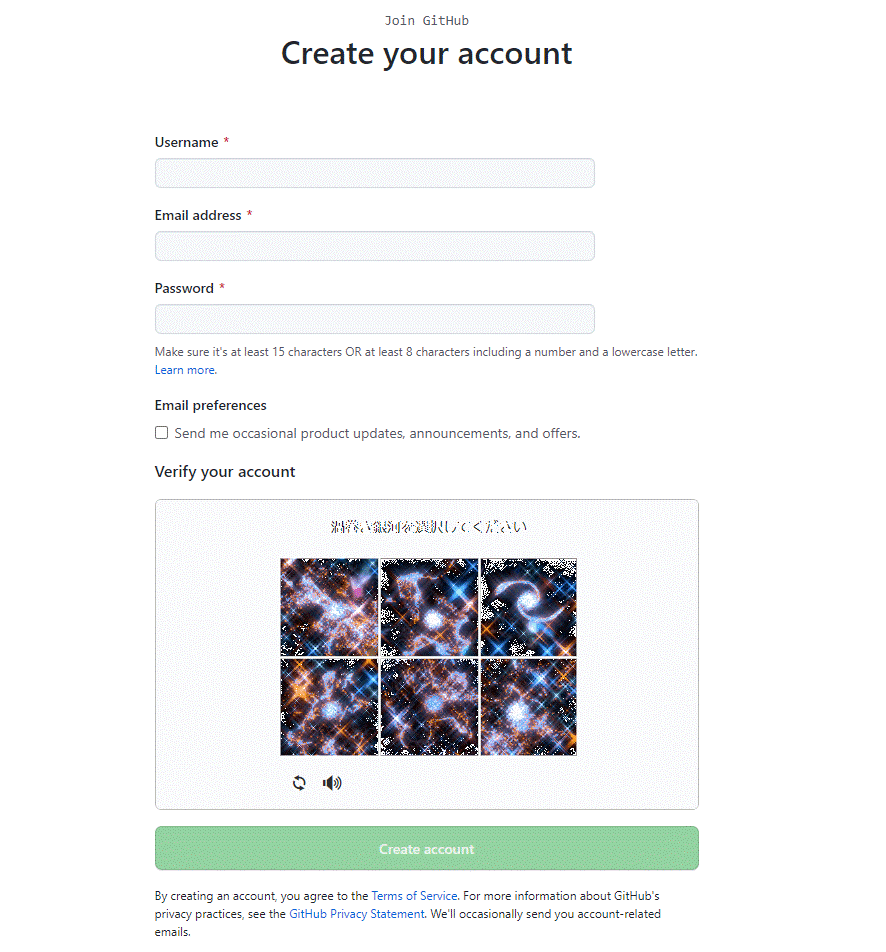 Join GitHub
Create your account
Username *
Email address *
Password *
Make sure it's at least 15 characters OR at least 8 characters including a number and a lowercase letter.
Learn more.
Email preferences
Send me occasional product updates, announcements, and offers.
Verify your account
渦巻き銀河を選択してください
Create account
By creating an account, you agree to the Terms of Service. For more information about GitHub's
privacy practices, see the GitHub Privacy Statement. We'll occasionally send you account-related
emails.